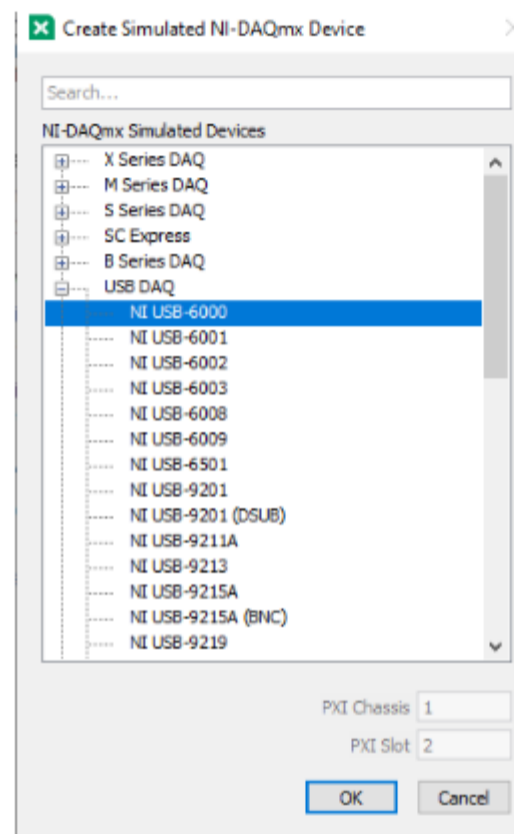 Create Simulated NI-DAQmx Device
Search...
NI-DAQmx Simulated Devices
X Series DAQ
M Series DAQ
S Series DAQ
SC Express
B Series DAQ
USB DAQ
NI USB-6000
NI USB-6001
NI USB-6002
NI USB-6003
NI USB-6008
NI USB-6009
NI USB-6501
NI USB-9201
NI USB-9201 (DSUB)
NI USB-9211A
NI USB-9213
NI USB-9215A
NI USB-9215A (BNC)
NI USB-9219
PXI Chassis 1
PXI Slot 2
OK Cancel